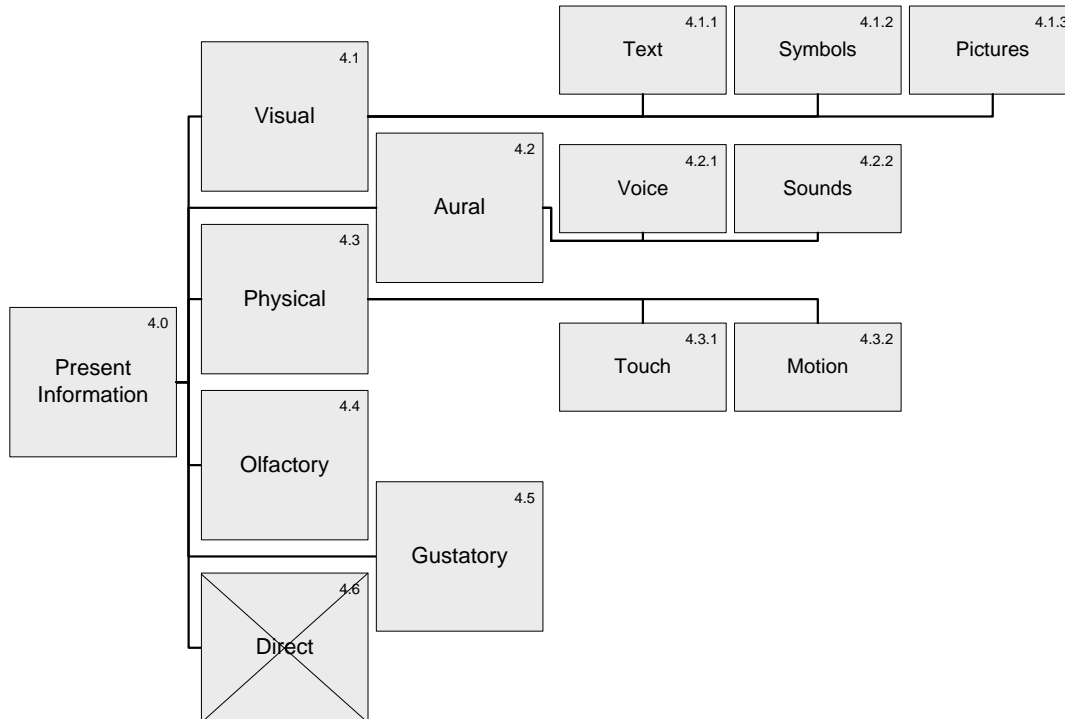 4.1.1
Text
4.1.2
Symbols
4.1.3
Pictures
4.1
Visual
4.2
Aural
4.2.1
Voice
4.2.2
Sounds
4.3
Physical
4.3.1
Touch
4.3.2
Motion
4.0
Present
Information
4.4
Olfactory
4.5
Gustatory
4.6
Direct